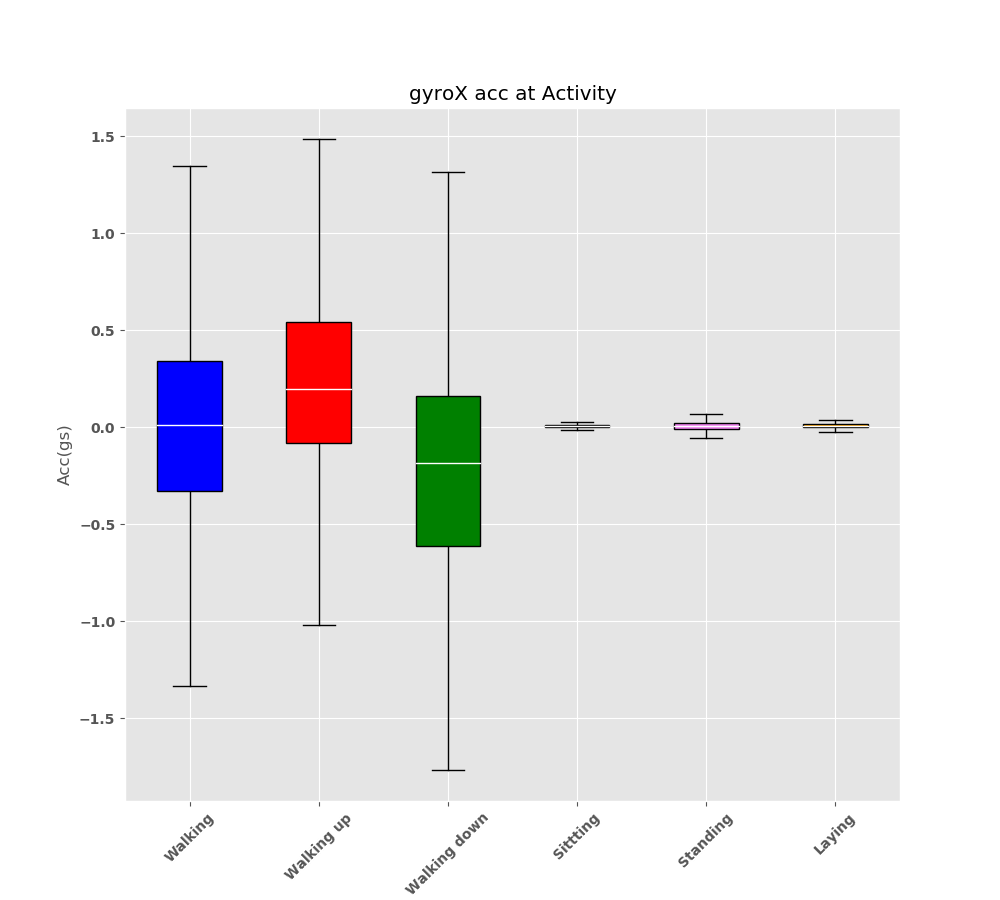 gyroX acc at Activity
1.5
1.0
0.5
0.0
−0.5
−1.0
−1.5
Acc(gs)
Walking
Walking up
Walking down
Sittting
Standing
Laying